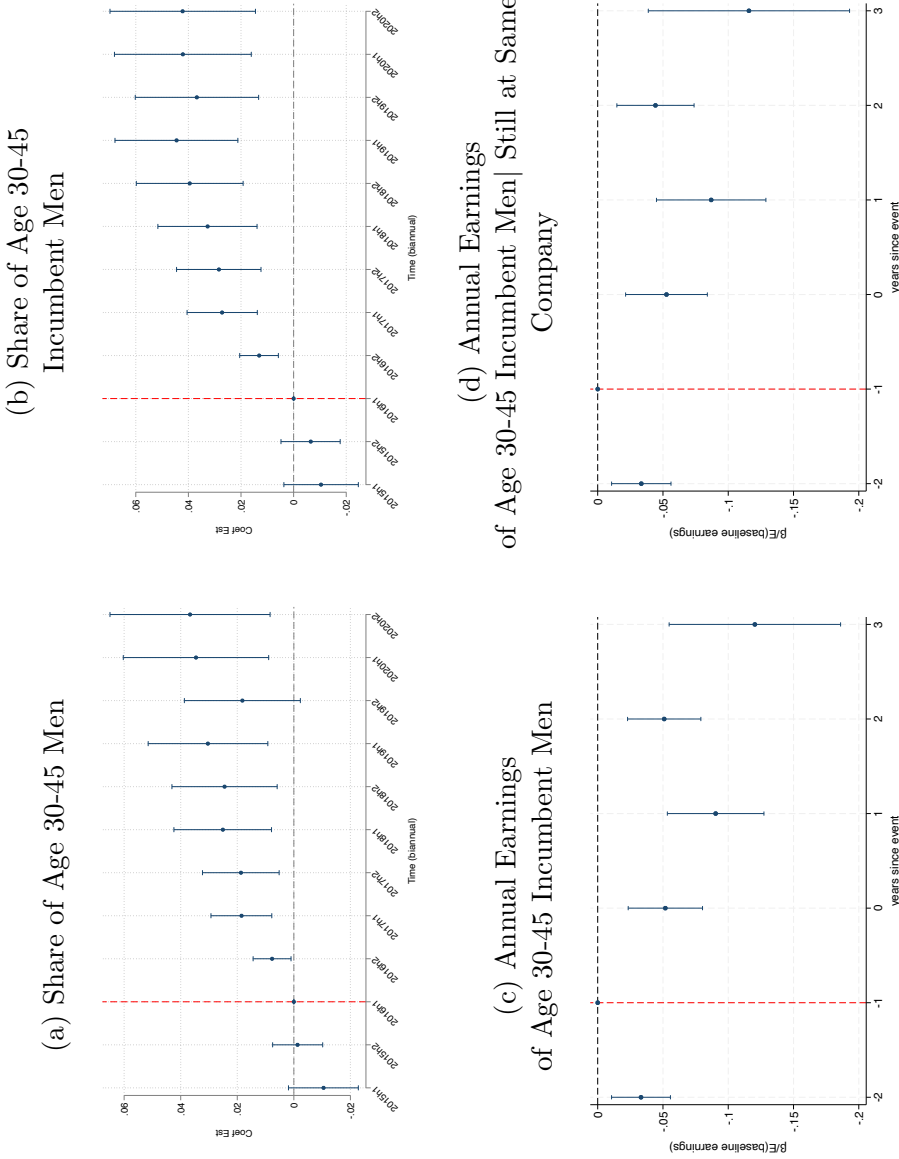 (a) Share of Age 30-45 Men
.06
.04
.02
0
-.02
Coef Est
2015h1
2015h2
2016h1
2016h2
2017h1
2017h2
2018h1
2018h2
2019h1
2019h2
2020h1
2020h2
Time (biannual)
(b) Share of Age 30-45
Incumbent Men
.06
.04
.02
0
-.02
Coef Est
2015h1
2015h2
2016h1
2016h2
2017h1
2017h2
2018h1
2018h2
2019h1
2019h2
2020h1
2020h2
Time (biannual)
(c) Annual Earnings
of Age 30-45 Incumbent Men
0
-.05
-.1
-.15
-.2
β/E(baseline earnings)
-2
-1
0
1
2
3
years since event
(d) Annual Earnings
of Age 30-45 Incumbent Men| Still at Same
Company
0
-.05
-.1
-.15
-.2
β/E(baseline earnings)
-2
-1
0
1
2
3
years since event